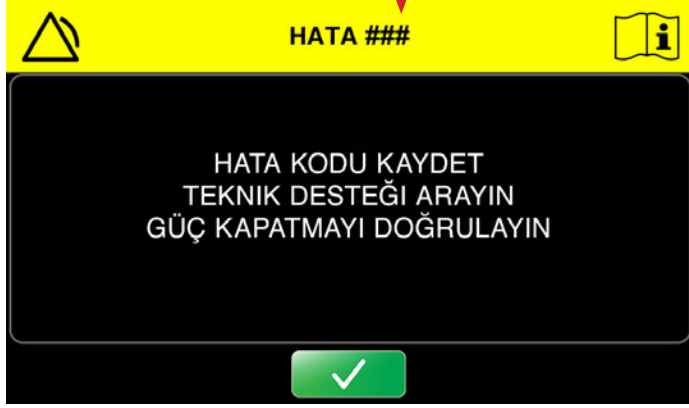 HATA ###
HATA KODU KAYDET
TEKNIK DESTEĞI ARAYIN
GÜÇ KAPATMAYI DOĞRULAYIN